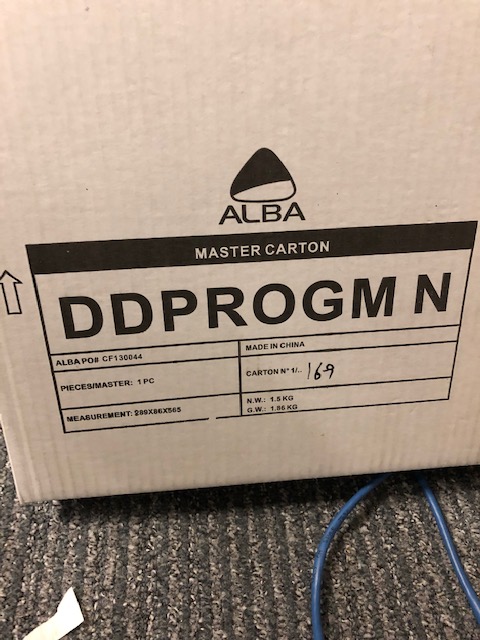 ALBA
MASTER CARTON
DDPROGM N
ALBA PO# CF130044
MADE IN CHINA
PIECES/MASTER: 1 PC
CARTON N° 1/.. 169
MEASUREMENT: 289X86X565
N.W.: 1.5 KG
G.W.: 1.86 KG